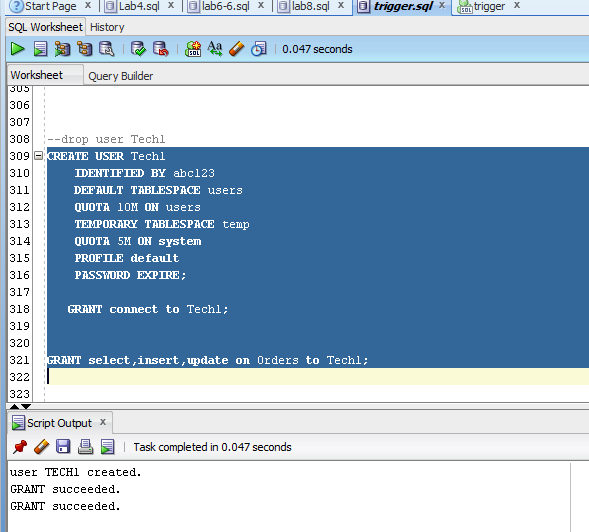 Start Page x Lab4.sql x lab6-6.sql x lab8.sql x trigger.sql x trigger x
SQL Worksheet History
0.047 seconds
Worksheet Query Builder
305
306
307
308 --drop user Tech1
309 CREATE USER Tech1
310 IDENTIFIED BY abc123
311 DEFAULT TABLESPACE users
312 QUOTA 10M ON users
313 TEMPORARY TABLESPACE temp
314 QUOTA 5M ON system
315 PROFILE default
316 PASSWORD EXPIRE;
317
318 GRANT connect to Tech1;
319
320
321 GRANT select,insert,update on Orders to Tech1;
322
323
Script Output x
Task completed in 0.047 seconds
user TECH1 created.
GRANT succeeded.
GRANT succeeded.